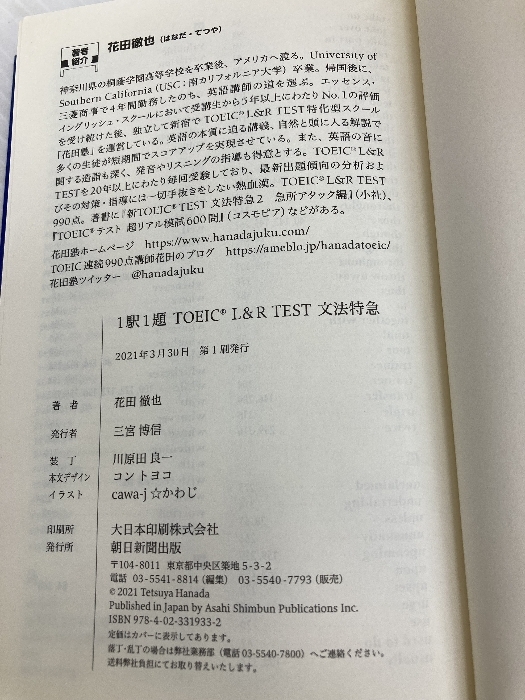 著者紹介
花田徹也（はなだ・てつや）
神奈川県の桐蔭学園高等学校を卒業後、アメリカへ渡る。University of
Southern California (USC：南カリフォルニア大学) 卒業。帰国後に、
三菱商事で4年間勤務したのち、英語講師の道を選ぶ。エッセンス・
イングリッシュ・スクールにおいて受講生から5年以上にわたりNo.1の評価
を受け続けた後、独立して新宿でTOEIC® L&R TEST特化型スクール
「花田塾」を運営している。英語の本質に迫る講義、自然と頭に入る解説で
多くの生徒が短期間でスコアアップを実現させている。また、英語の音に
関する造詣も深く、発音やリスニングの指導も得意とする。TOEIC® L&R
TESTを20年以上にわたり毎回受験しており、最新出題傾向の分析およ
びその対策・指導には一切手抜きをしない熱血漢。TOEIC® L&R TEST
990点。著書に『新TOEIC® TEST 文法特急2 急所アタック編』（小社）、
『TOEIC® テスト 超リアル模試600問』（コスモピア）などがある。
花田塾ホームページ https://www.hanadajuku.com/
TOEIC連続990点講師花田のブログ https://ameblo.jp/hanadatoeic/
花田塾ツイッター @hanadajuku
1駅1題 TOEIC® L&R TEST 文法特急
2021年3月30日 第1刷発行
著者 花田徹也
発行者 三宮博信
装丁 川原田良一
本文デザイン コントヨコ
イラスト cawa-j☆かわじ
印刷所 大日本印刷株式会社
発行所 朝日新聞出版
〒104-8011 東京都中央区築地5-3-2
電話 03-5541-8814（編集） 03-5540-7793（販売）
© 2021 Tetsuya Hanada
Published in Japan by Asahi Shimbun Publications Inc.
ISBN 978-4-02-331933-2
定価はカバーに表示してあります。
落丁・乱丁の場合は弊社業務部（電話03-5540-7800）へご連絡ください。
送料弊社負担にてお取り替えいたします。